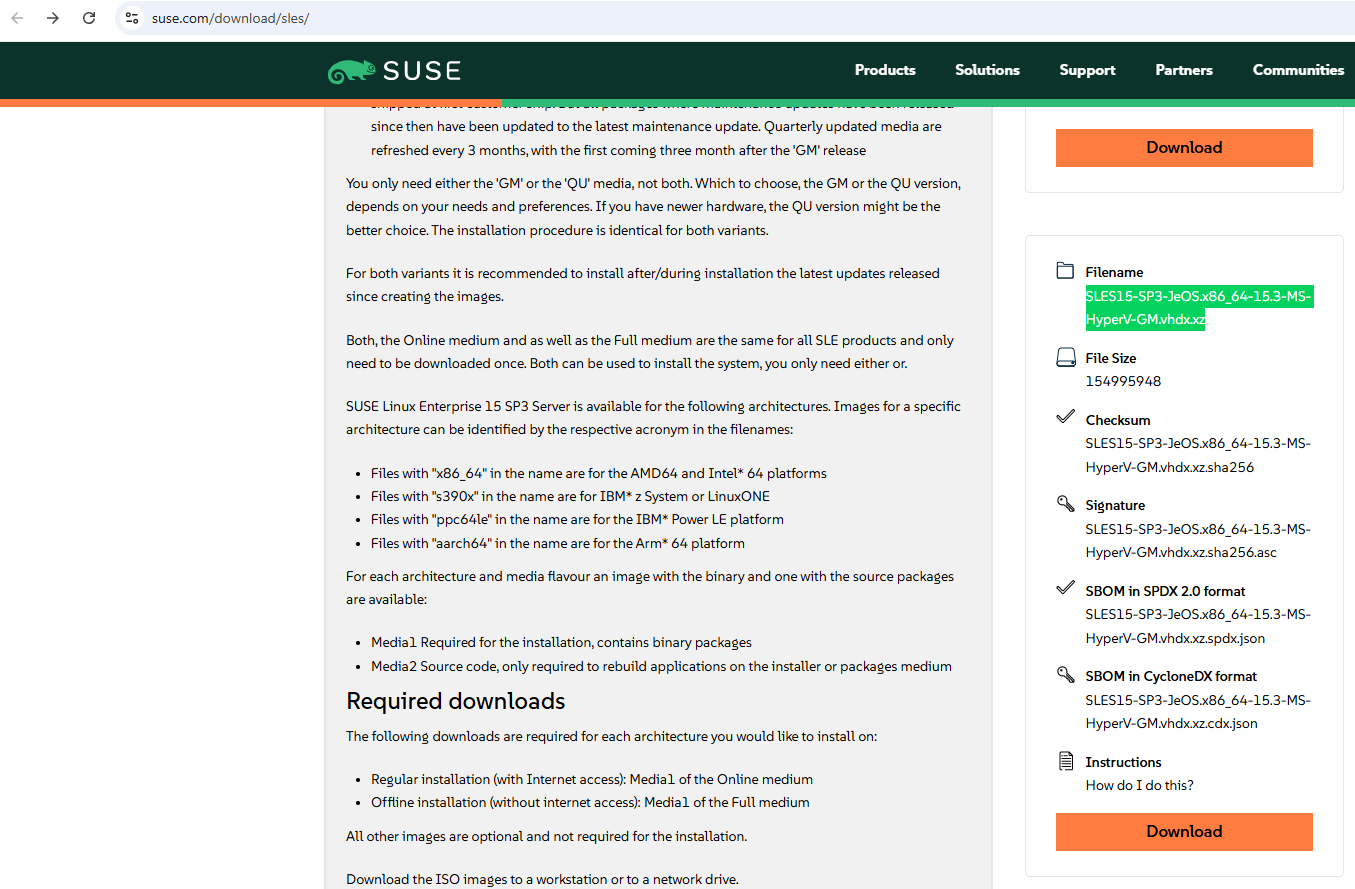 suse.com/download/sles/
SUSE
Products
Solutions
Support
Partners
Communities
shipped at first customer ship. But all packages where maintenance updates have been released
since then have been updated to the latest maintenance update. Quarterly updated media are
refreshed every 3 months, with the first coming three month after the 'GM' release
You only need either the 'GM' or the 'QU' media, not both. Which to choose, the GM or the QU version,
depends on your needs and preferences. If you have newer hardware, the QU version might be the
better choice. The installation procedure is identical for both variants.
For both variants it is recommended to install after/during installation the latest updates released
since creating the images.
Both, the Online medium and as well as the Full medium are the same for all SLE products and only
need to be downloaded once. Both can be used to install the system, you only need either or.
SUSE Linux Enterprise 15 SP3 Server is available for the following architectures. Images for a specific
architecture can be identified by the respective acronym in the filenames:
• Files with "x86_64" in the name are for the AMD64 and Intel* 64 platforms
• Files with "s390x" in the name are for IBM* z System or LinuxONE
• Files with "ppc64le" in the name are for the IBM* Power LE platform
• Files with "aarch64" in the name are for the Arm* 64 platform
For each architecture and media flavour an image with the binary and one with the source packages
are available:
• Media1 Required for the installation, contains binary packages
• Media2 Source code, only required to rebuild applications on the installer or packages medium
Required downloads
The following downloads are required for each architecture you would like to install on:
• Regular installation (with Internet access): Media1 of the Online medium
• Offline installation (without internet access): Media1 of the Full medium
All other images are optional and not required for the installation.
Download the ISO images to a workstation or to a network drive.
Download
Filename
SLES15-SP3-JeOS.x86_64-15.3-MS-
HyperV-GM.vhdx.xz
File Size
154995948
Checksum
SLES15-SP3-JeOS.x86_64-15.3-MS-
HyperV-GM.vhdx.xz.sha256
Signature
SLES15-SP3-JeOS.x86_64-15.3-MS-
HyperV-GM.vhdx.xz.sha256.asc
SBOM in SPDX 2.0 format
SLES15-SP3-JeOS.x86_64-15.3-MS-
HyperV-GM.vhdx.xz.spdx.json
SBOM in CycloneDX format
SLES15-SP3-JeOS.x86_64-15.3-MS-
HyperV-GM.vhdx.xz.cdx.json
Instructions
How do I do this?
Download